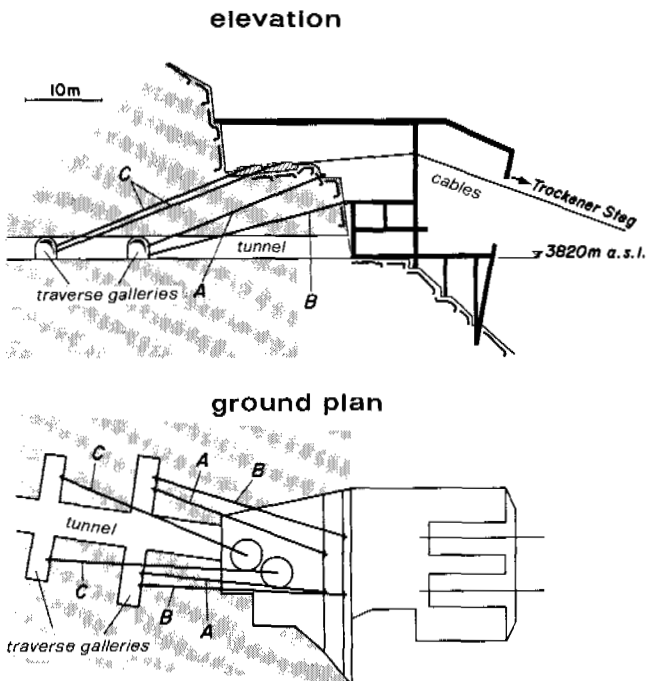 elevation
10m
C
cables
Trockener Steg
tunnel
3820m a.s.l.
traverse galleries
A
B
ground plan
C
A
B
tunnel
C
B
A
traverse galleries